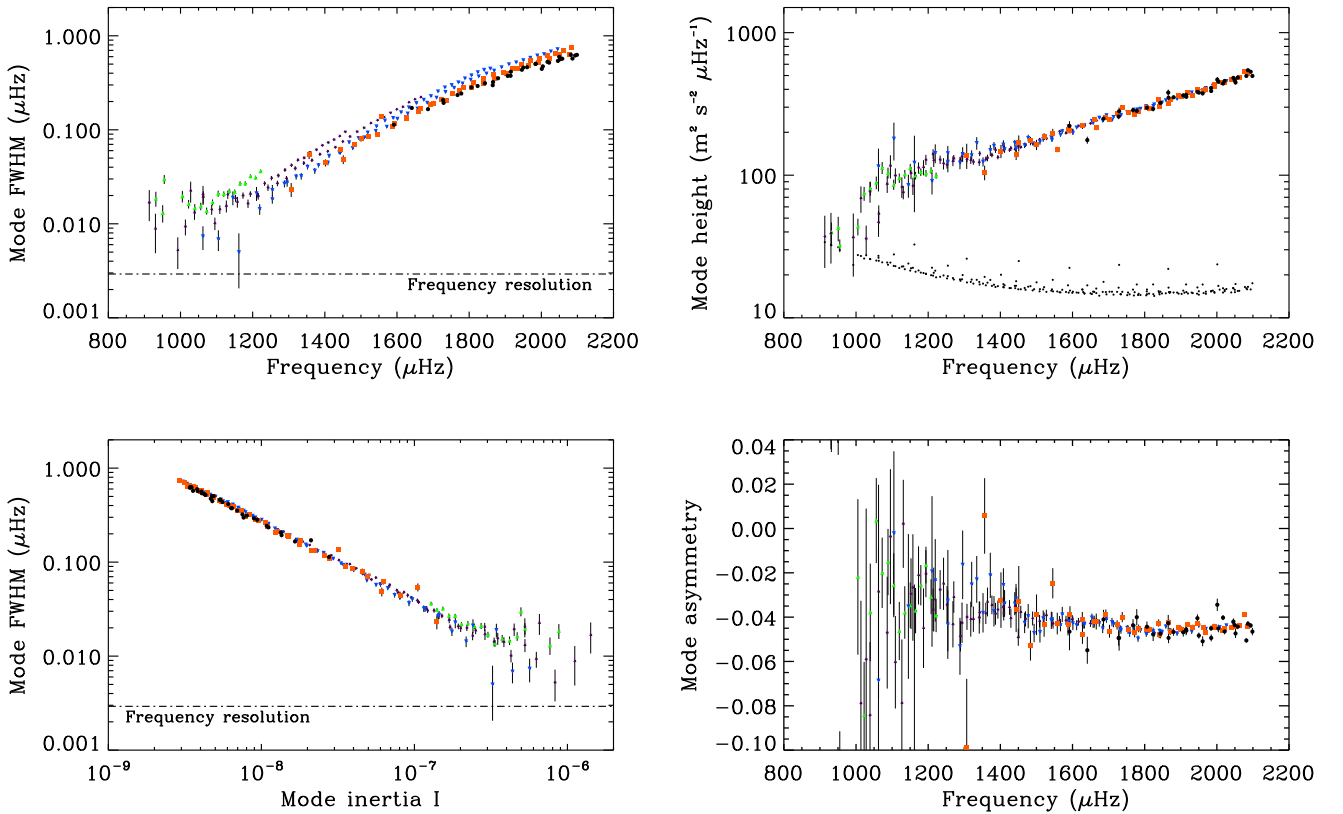 1.000
0.100
0.010
0.001
Mode FWHM (μHz)
Frequency resolution
800 1000 1200 1400 1600 1800 2000 2200
Frequency (μHz)
1000
100
10
Mode height (m² s⁻² μHz⁻¹)
800 1000 1200 1400 1600 1800 2000 2200
Frequency (μHz)
1.000
0.100
0.010
0.001
Mode FWHM (μHz)
Frequency resolution
10⁻⁹ 10⁻⁸ 10⁻⁷ 10⁻⁶
Mode inertia I
0.04
0.02
0.00
−0.02
−0.04
−0.06
−0.08
−0.10
Mode asymmetry
800 1000 1200 1400 1600 1800 2000 2200
Frequency (μHz)